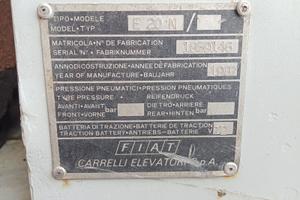 TIPO·MODELE
MODEL·TYP E 20 N /
MATRICOLA·N° DE FABRICATION
SERIAL N°·FABRIKNUMMER
ANNO DI COSTRUZIONE·ANNEE DE FABRICATION
YEAR OF MANUFACTURE·BAUJAHR
PRESSIONE PNEUMATICI·PRESSION PNEUMATIQUES
TYRE PRESSURE·REIFENDRUCK
AVANTI·AVANT bar DIETRO·ARRIERE bar
FRONT·VORNE REAR·HINTEN
BATTERIA DI TRAZIONE·BATTERIE DE TRACTION
TRACTION BATTERY·ANTRIEBS-BATTERIE V
FIAT
CARRELLI ELEVATORI S.p.A.